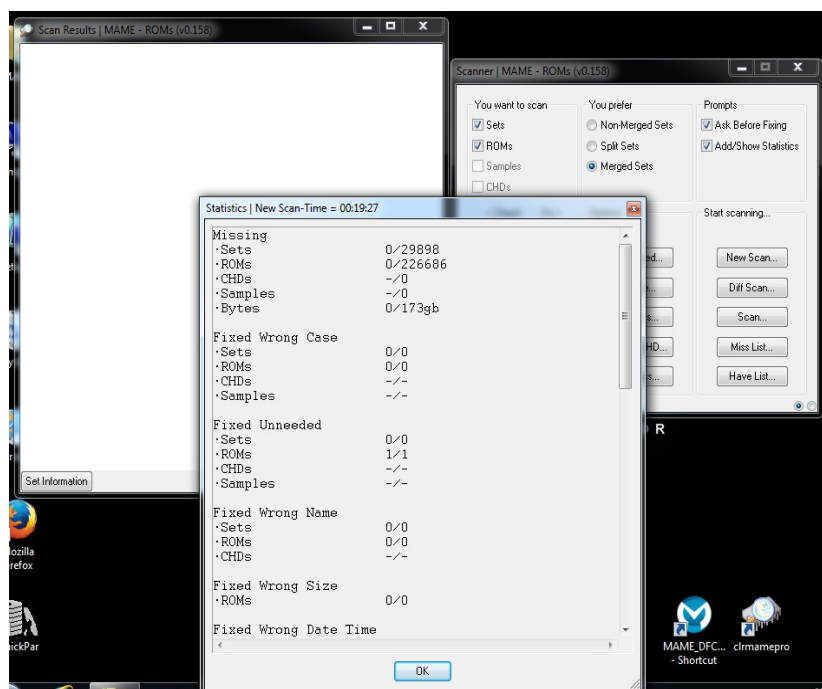 Scan Results | MAME - ROMs (v0.158)
Scanner | MAME - ROMs (v0.158)
You want to scan
Sets
ROMs
Samples
CHDs
You prefer
Non-Merged Sets
Split Sets
Merged Sets
Prompts
Ask Before Fixing
Add/Show Statistics
Start scanning...
New Scan...
Diff Scan...
Scan...
Miss List...
Have List...
Statistics | New Scan-Time = 00:19:27
Missing
·Sets 0/29898
·ROMs 0/226686
·CHDs -/0
·Samples -/0
·Bytes 0/173gb
Fixed Wrong Case
·Sets 0/0
·ROMs 0/0
·CHDs -/-
·Samples -/-
Fixed Unneeded
·Sets 0/0
·ROMs 1/1
·CHDs -/-
·Samples -/-
Fixed Wrong Name
·Sets 0/0
·ROMs 0/0
·CHDs -/-
Fixed Wrong Size
·ROMs 0/0
Fixed Wrong Date Time
OK
Set Information
R
ozilla
refox
ickPar
MAME_DFC...
- Shortcut
clrmamepro